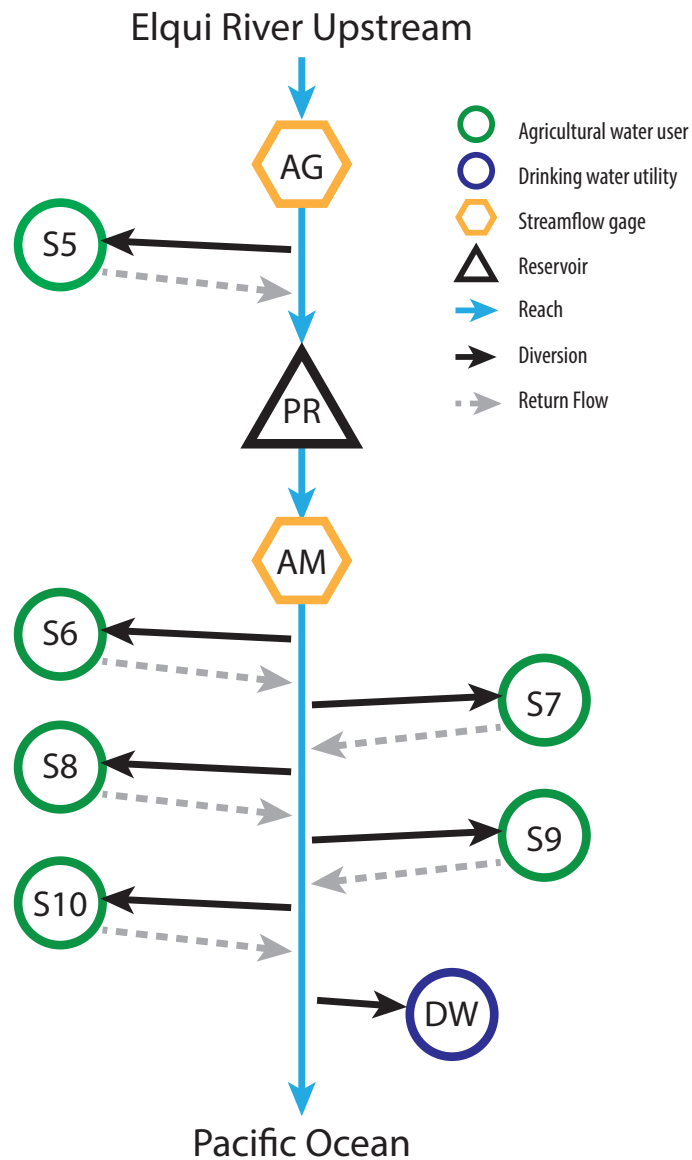 Elqui River Upstream
AG
Agricultural water user
Drinking water utility
Streamflow gage
Reservoir
Reach
Diversion
Return Flow
S5
PR
AM
S6
S7
S8
S9
S10
DW
Pacific Ocean